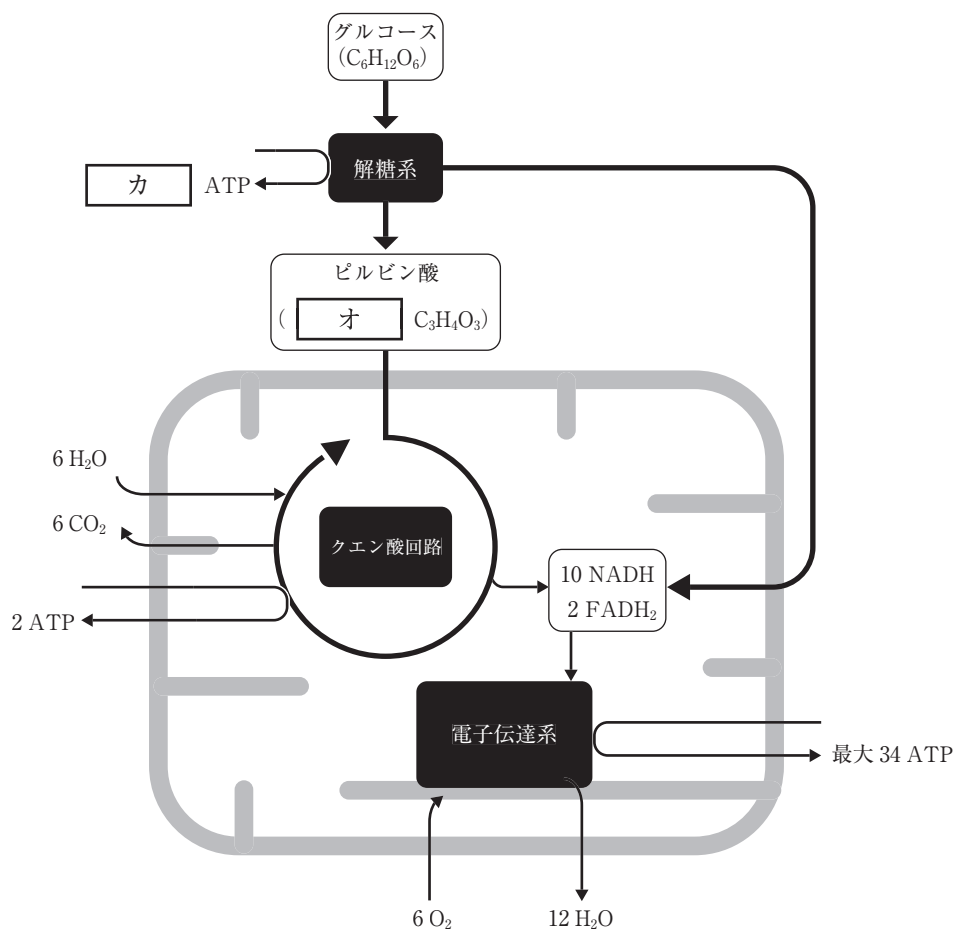 グルコース
(C₆H₁₂O₆)
解糖系
カ ATP
ピルビン酸
( オ C₃H₄O₃)
6 H₂O
6 CO₂
クエン酸回路
2 ATP
10 NADH
2 FADH₂
電子伝達系
最大 34 ATP
6 O₂
12 H₂O